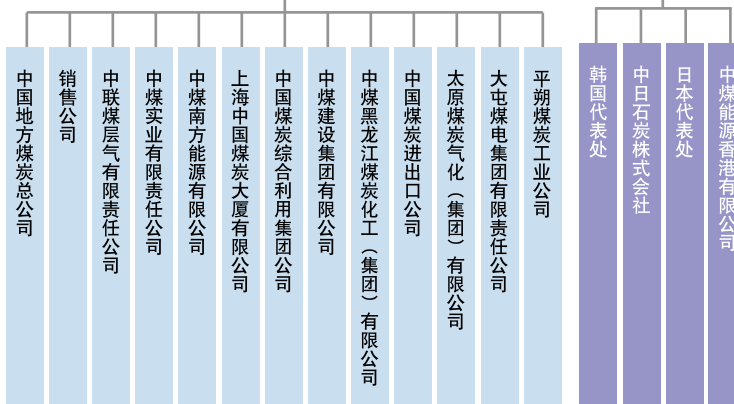 中国地方煤炭总公司
销售公司
中联煤层气有限责任公司
中煤实业有限责任公司
中煤南方能源有限公司
上海中国煤炭大厦有限公司
中国煤炭综合利用集团公司
中煤建设集团有限公司
中煤黑龙江煤炭化工（集团）有限公司
中国煤炭进出口公司
太原煤炭气化（集团）有限公司
大屯煤电集团有限责任公司
平朔煤炭工业公司
韩国代表处
中日石炭株式会社
日本代表处
中煤能源香港有限公司